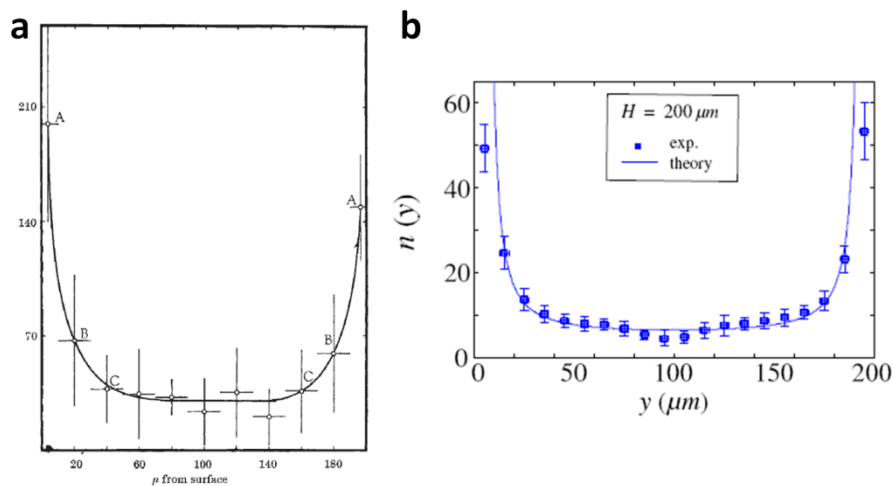 a
210
140
70
A
B
C
C
B
A
20
60
100
140
180
μ from surface
b
60
40
20
0
n (y)
H = 200 μm
exp.
theory
0
50
100
150
200
y (μm)